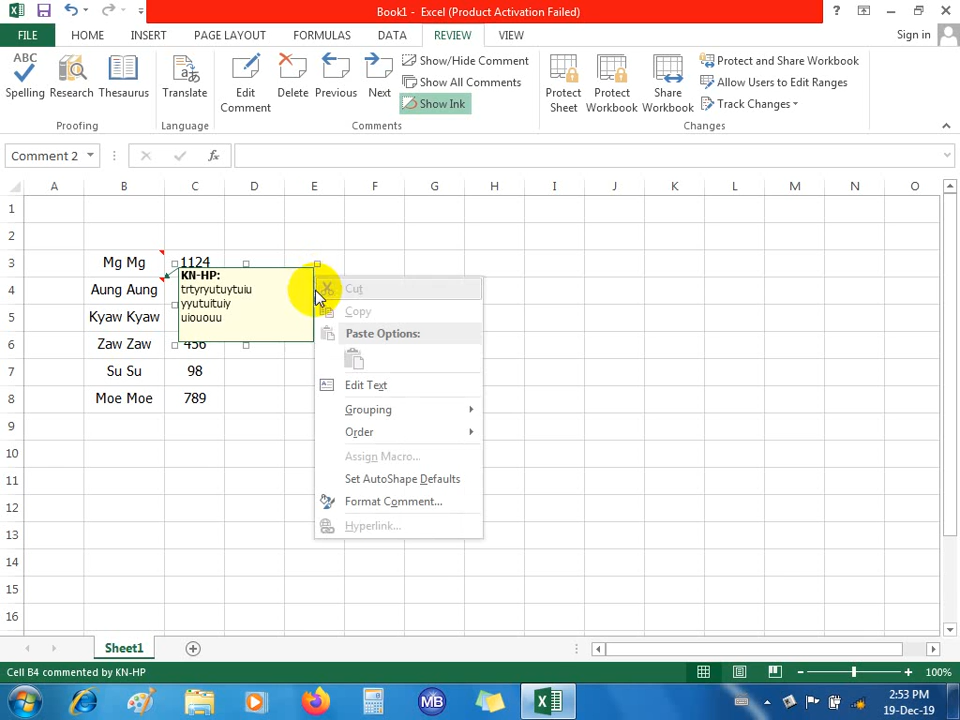 Book1 - Excel (Product Activation Failed)
FILE HOME INSERT PAGE LAYOUT FORMULAS DATA REVIEW VIEW Sign in
ABC
Spelling Research Thesaurus Translate Edit Comment Delete Previous Next
Show/Hide Comment
Show All Comments
Show Ink
Protect Sheet Protect Workbook Share Workbook
Protect and Share Workbook
Allow Users to Edit Ranges
Track Changes
Proofing Language Comments Changes
Comment 2 fx
A B C D E F G H I J K L M N O
1
2
3 Mg Mg 1124
4 Aung Aung
5 Kyaw Kyaw
6 Zaw Zaw 456
7 Su Su 98
8 Moe Moe 789
9
10
11
12
13
14
15
16
KN-HP:
trtyryutuytuiu
yyutuituiy
uiououu
Cut
Copy
Paste Options:
Edit Text
Grouping
Order
Assign Macro...
Set AutoShape Defaults
Format Comment...
Hyperlink...
Sheet1
Cell B4 commented by KN-HP 100%
MB
2:53 PM
19-Dec-19